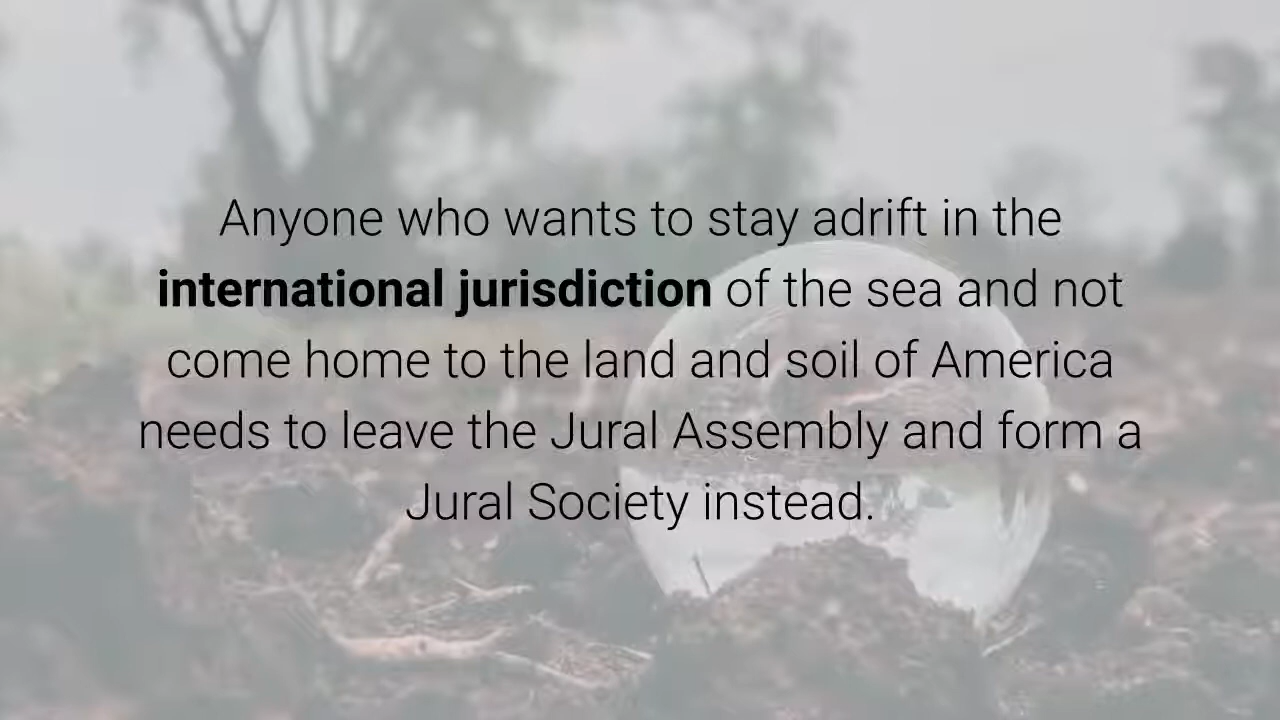 Anyone who wants to stay adrift in the
international jurisdiction of the sea and not
come home to the land and soil of America
needs to leave the Jural Assembly and form a
Jural Society instead.